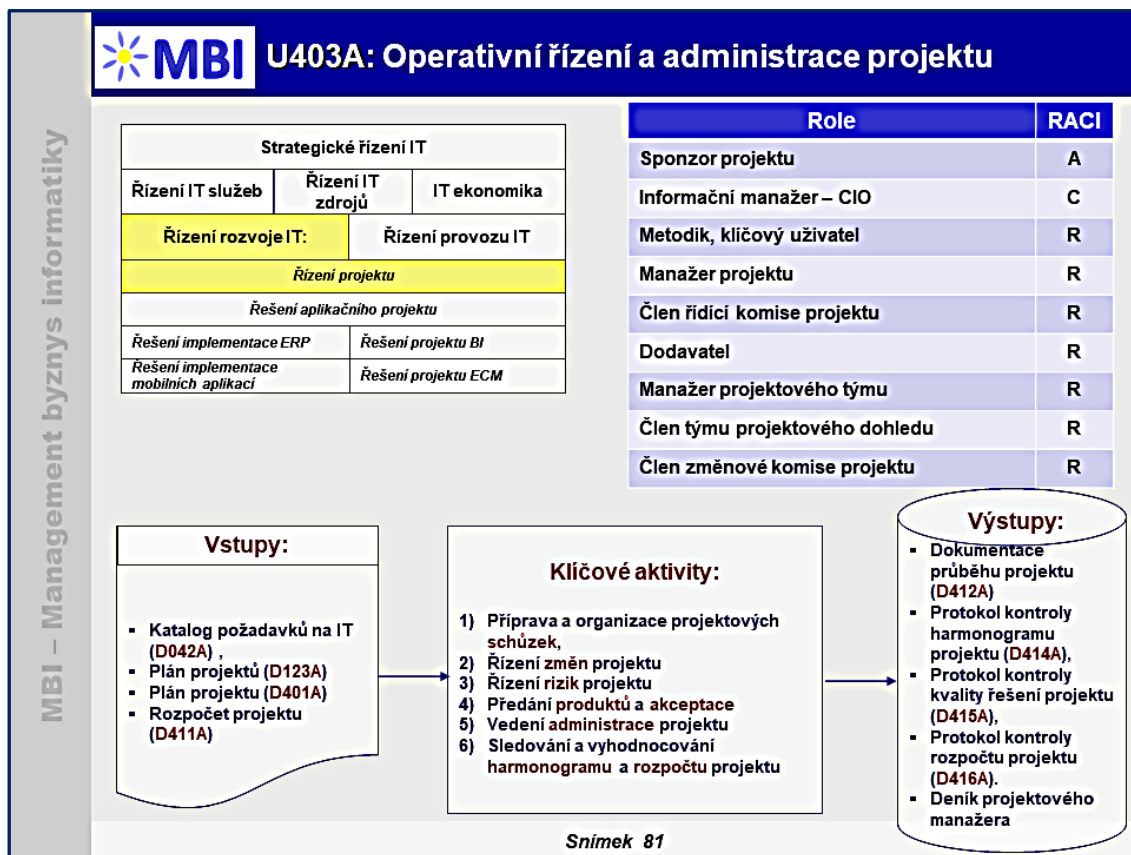 MBI – Management byznys informatiky
MBI
U403A: Operativní řízení a administrace projektu
Strategické řízení IT
Řízení IT služeb
Řízení IT
zdrojů
IT ekonomika
Řízení rozvoje IT:
Řízení provozu IT
Řízení projektu
Řešení aplikačního projektu
Řešení implementace ERP
Řešení projektu BI
Řešení implementace
mobilních aplikací
Řešení projektu ECM
Role RACI
Sponzor projektu A
Informační manažer – CIO C
Metodik, klíčový uživatel R
Manažer projektu R
Člen řídící komise projektu R
Dodavatel R
Manažer projektového týmu R
Člen týmu projektového dohledu R
Člen změnové komise projektu R
Vstupy:
▪ Katalog požadavků na IT
(D042A) ,
▪ Plán projektů (D123A)
▪ Plán projektu (D401A)
▪ Rozpočet projektu
(D411A)
Klíčové aktivity:
1) Příprava a organizace projektových
schůzek,
2) Řízení změn projektu
3) Řízení rizik projektu
4) Předání produktů a akceptace
5) Vedení administrace projektu
6) Sledování a vyhodnocování
harmonogramu a rozpočtu projektu
Výstupy:
▪ Dokumentace
průběhu projektu
(D412A)
▪ Protokol kontroly
harmonogramu
projektu (D414A),
▪ Protokol kontroly
kvality řešení projektu
(D415A),
▪ Protokol kontroly
rozpočtu projektu
(D416A).
▪ Deník projektového
manažera
Snímek 81